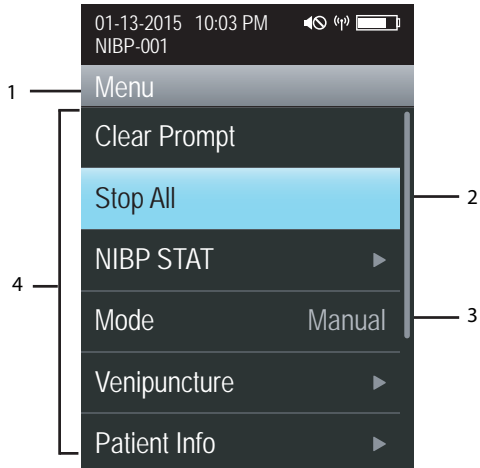 01-13-2015 10:03 PM
NIBP-001
1
Menu
Clear Prompt
Stop All
2
NIBP STAT
4
Mode Manual
3
Venipuncture
Patient Info